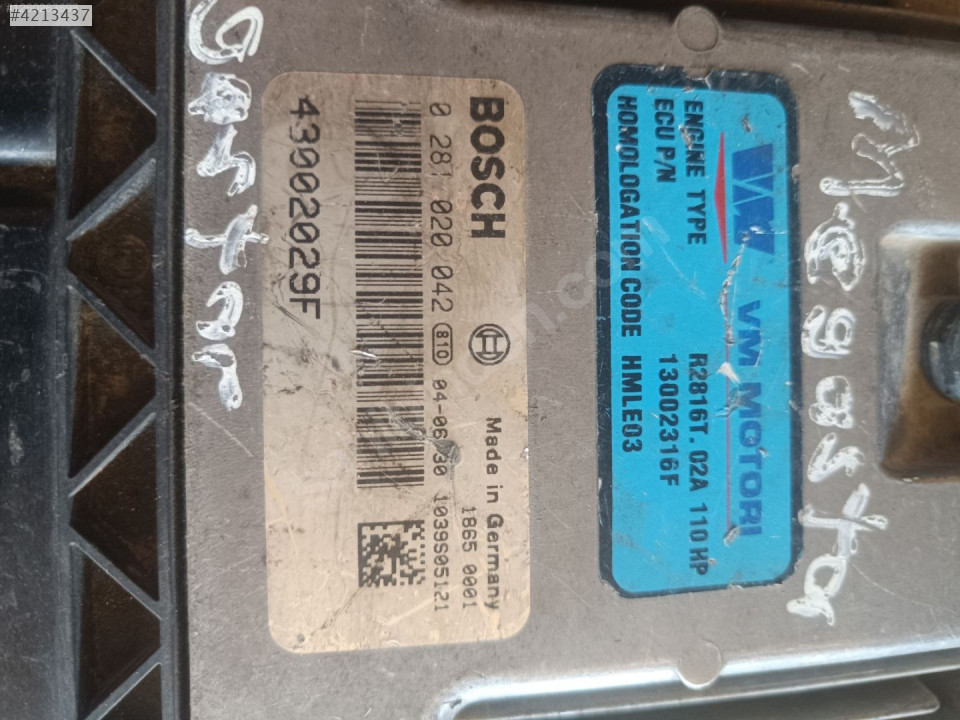 #4213437
VM MOTORI
ENGINE TYPE R2816T.02A 110 HP
ECU P/N 13002316F
HOMOLOGATION CODE HMLE03
BOSCH
Made in Germany
1865 0001
0 281 020 042 810 04-06-30 1039S05121
43002029F